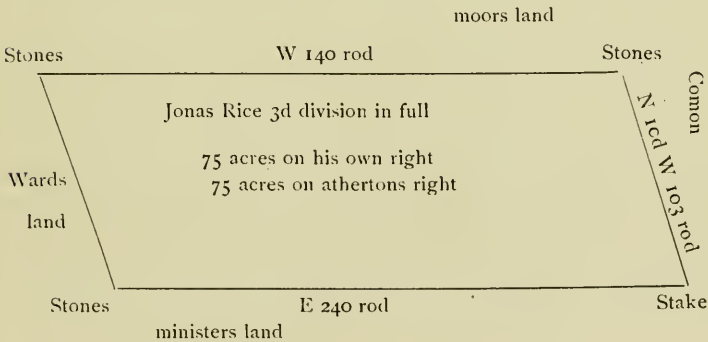 moors land
Stones W 140 rod Stones
Comon
Jonas Rice 3d division in full
N 1cd W 103 rod
75 acres on his own right
75 acres on athertons right
Wards
land
Stones E 240 rod Stake
ministers land